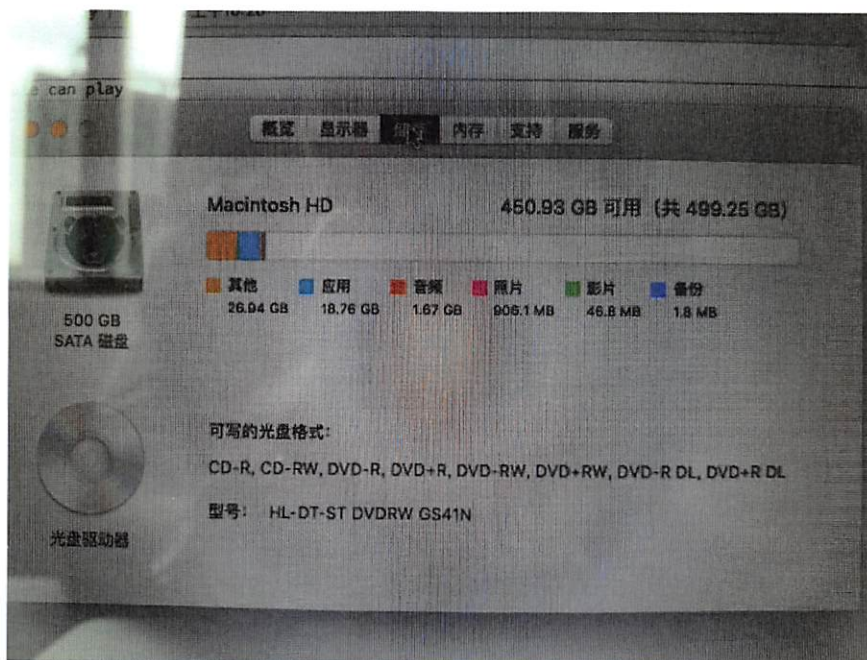 can play
概览 显示器 内存 支持 服务
Macintosh HD 450.93 GB 可用（共 499.25 GB）
其他 应用 音频 照片 影片 备份
26.94 GB 18.76 GB 1.67 GB 906.1 MB 46.8 MB 1.8 MB
500 GB
SATA 磁盘
可写的光盘格式：
CD-R, CD-RW, DVD-R, DVD+R, DVD-RW, DVD+RW, DVD-R DL, DVD+R DL
型号： HL-DT-ST DVDRW GS41N
光盘驱动器